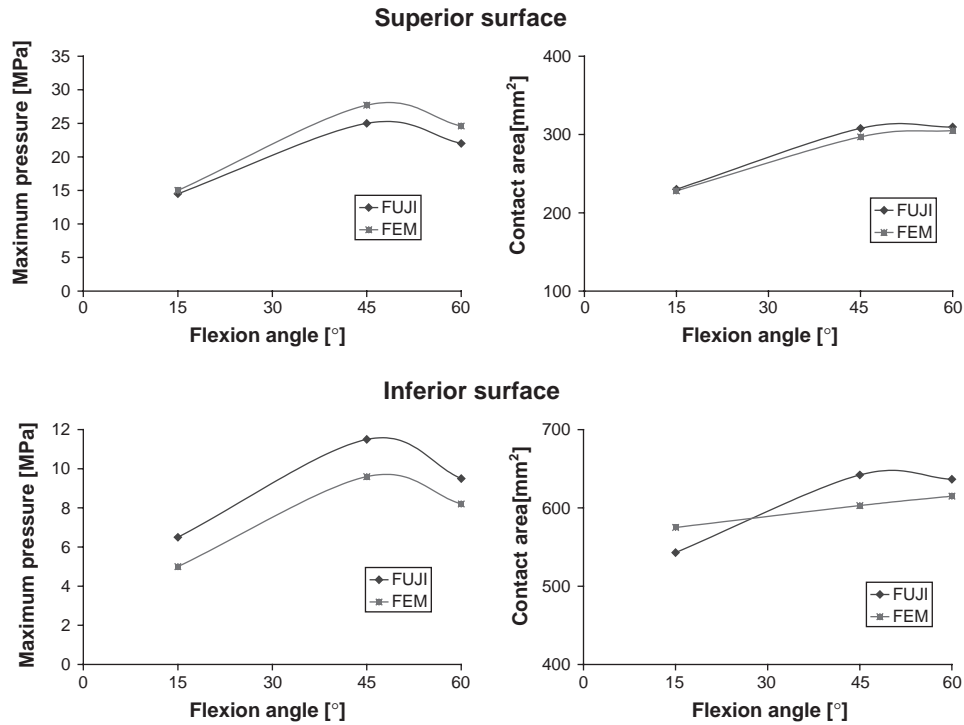 Superior surface
Maximum pressure [MPa]
35
30
25
20
15
10
5
0
0 15 30 45 60
Flexion angle [°]
FUJI
FEM
Contact area[mm²]
400
300
200
100
0 15 30 45 60
Flexion angle [°]
FUJI
FEM
Inferior surface
Maximum pressure [MPa]
12
10
8
6
4
2
0
0 15 30 45 60
Flexion angle [°]
FUJI
FEM
Contact area[mm²]
700
600
500
400
0 15 30 45 60
Flexion angle [°]
FUJI
FEM